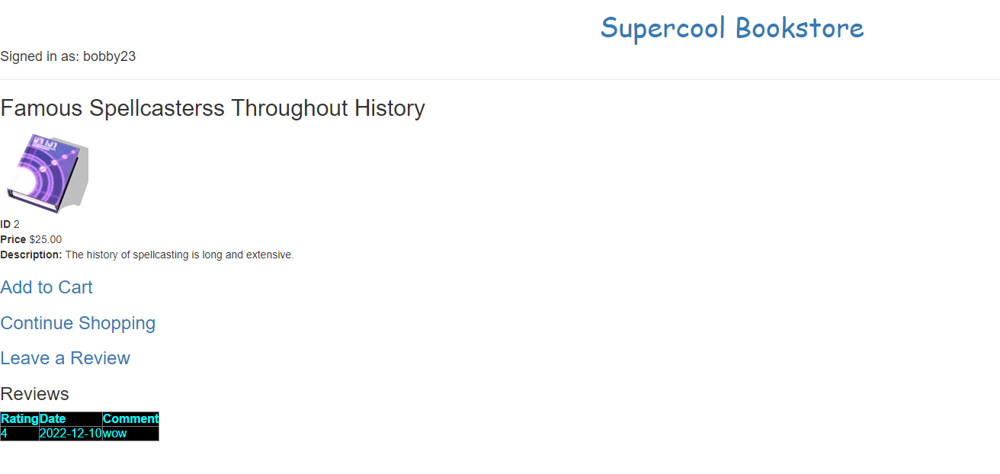 Supercool Bookstore
Signed in as: bobby23
Famous Spellcasterss Throughout History
ID 2
Price $25.00
Description: The history of spellcasting is long and extensive.
Add to Cart
Continue Shopping
Leave a Review
Reviews
Rating Date Comment
4 2022-12-10 wow